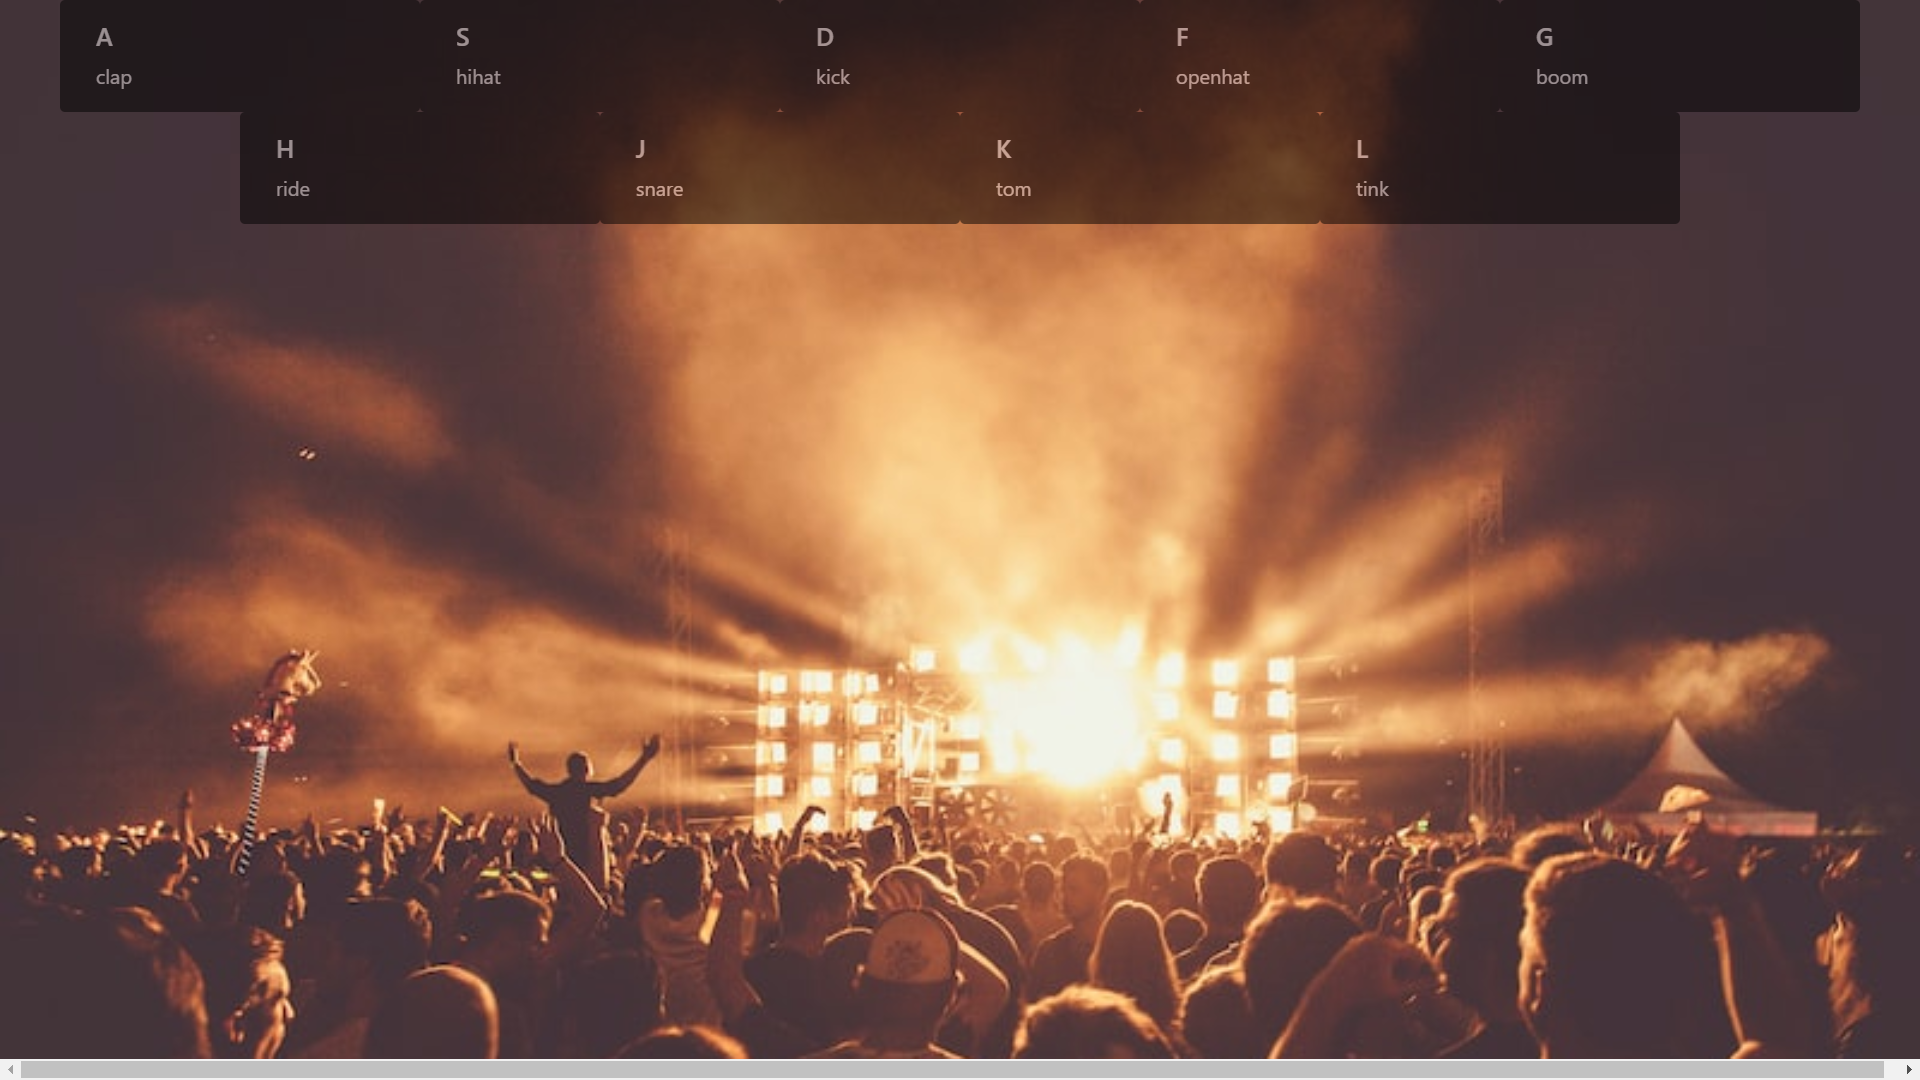 A
clap
S
hihat
D
kick
F
openhat
G
boom
H
ride
J
snare
K
tom
L
tink